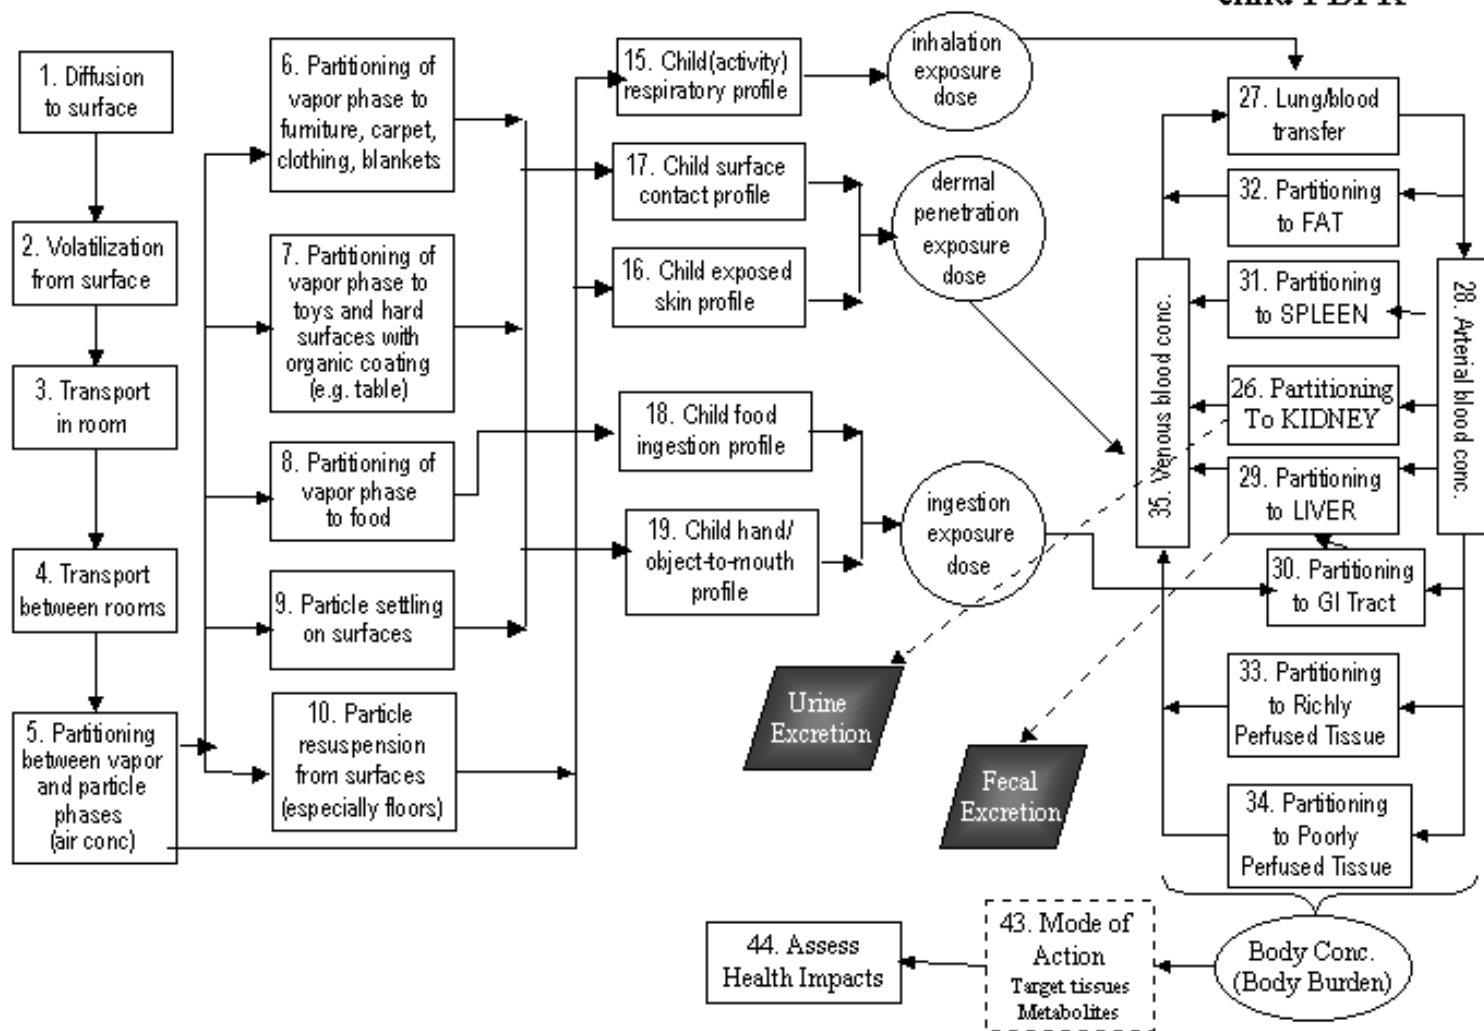 child PBPK
1. Diffusion
to surface
2. Volatilization
from surface
3. Transport
in room
4. Transport
between rooms
5. Partitioning
between vapor
and particle
phases
(air conc)
6. Partitioning of
vapor phase to
furniture, carpet,
clothing, blankets
7. Partitioning of
vapor phase to
toys and hard
surfaces with
organic coating
(e.g. table)
8. Partitioning of
vapor phase
to food
9. Particle settling
on surfaces
10. Particle
resuspension
from surfaces
(especially floors)
15. Child(activity)
respiratory profile
17. Child surface
contact profile
16. Child exposed
skin profile
18. Child food
ingestion profile
19. Child hand/
object-to-mouth
profile
inhalation
exposure
dose
dermal
penetration
exposure
dose
ingestion
exposure
dose
Urine
Excretion
Fecal
Excretion
35. Venous blood conc.
27. Lung/blood
transfer
32. Partitioning
to FAT
31. Partitioning
to SPLEEN
26. Partitioning
To KIDNEY
29. Partitioning
to LIVER
30. Partitioning
to GI Tract
33. Partitioning
to Richly
Perfused Tissue
34. Partitioning
to Poorly
Perfused Tissue
28. Arterial blood conc.
Body Conc.
(Body Burden)
43. Mode of
Action
Target tissues
Metabolites
44. Assess
Health Impacts